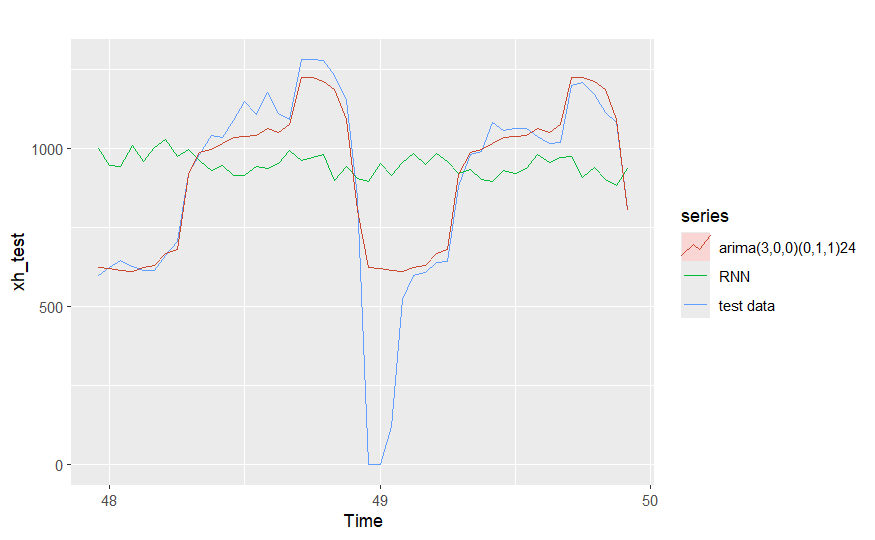 1000
500
0
xh_test
48
49
50
Time
series
arima(3,0,0)(0,1,1)24
RNN
test data